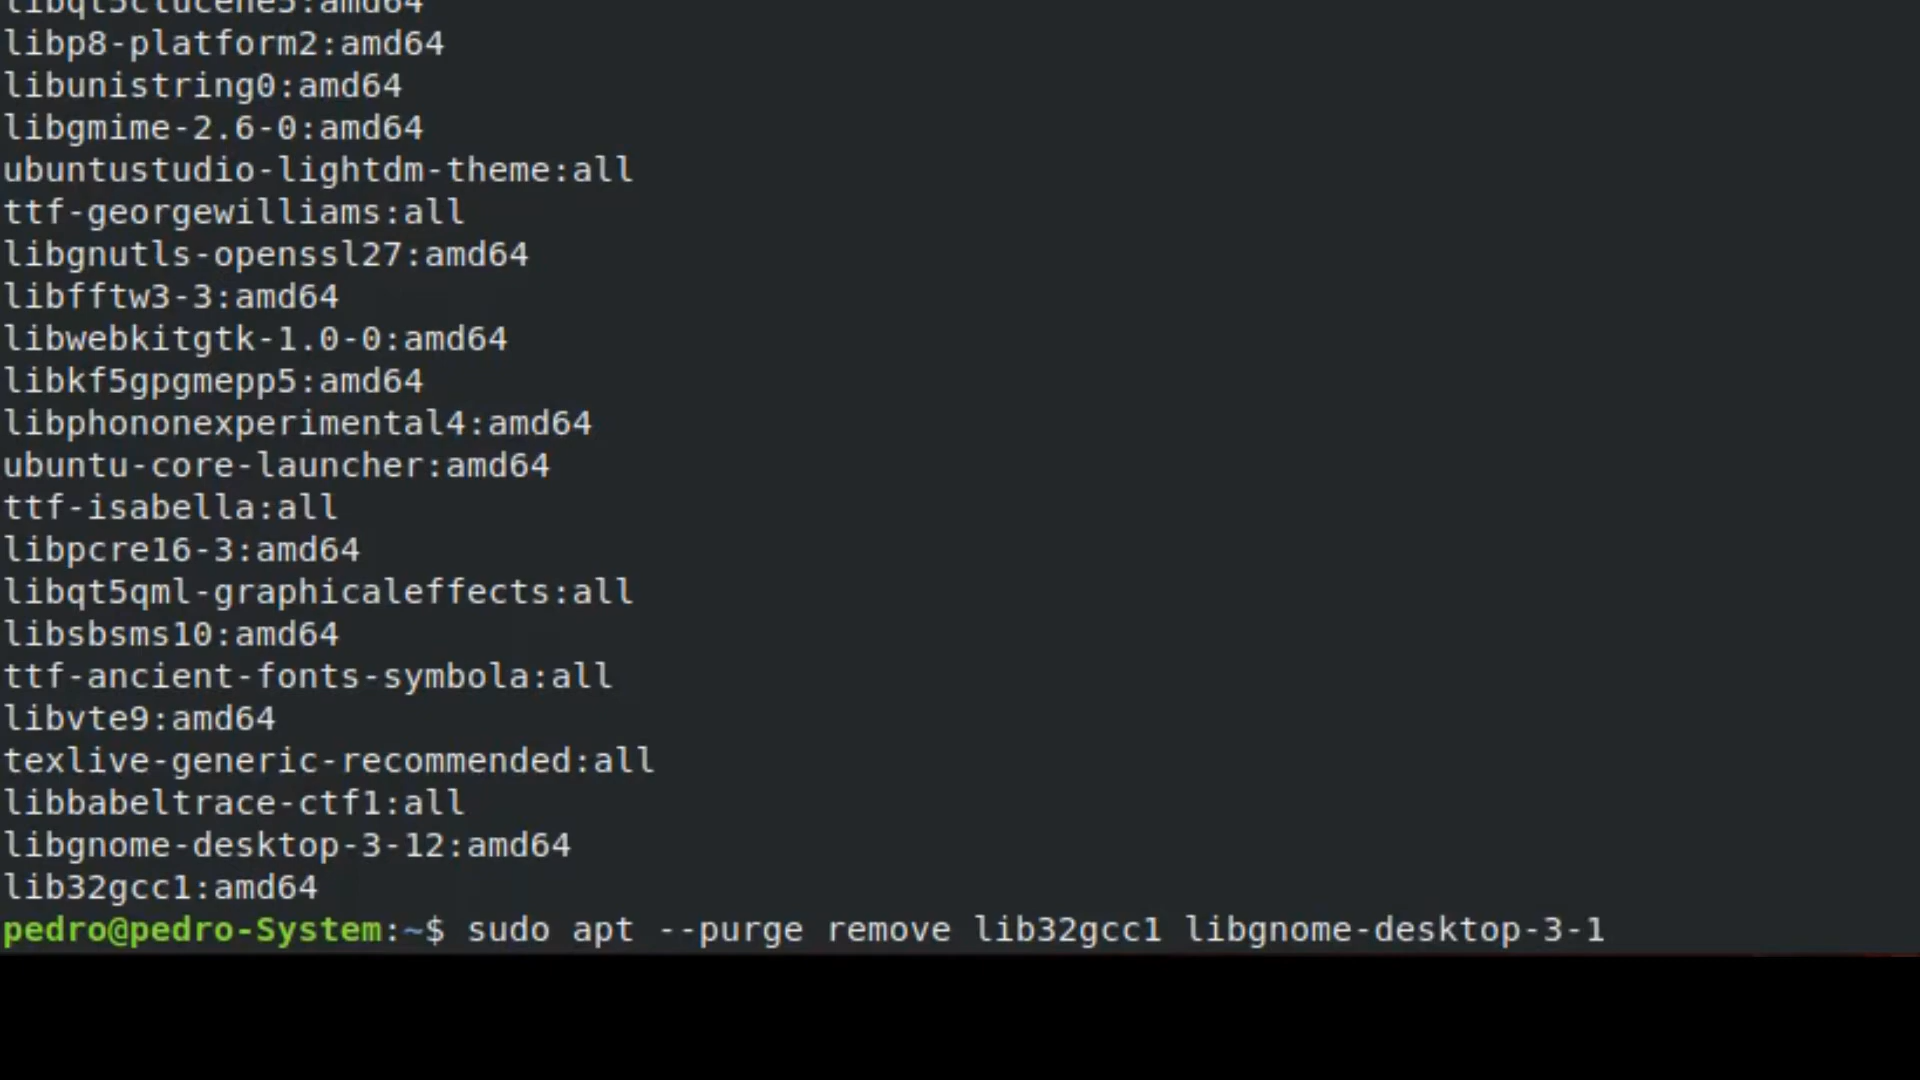 libqt5clucene5:amd64
libp8-platform2:amd64
libunistring0:amd64
libgmime-2.6-0:amd64
ubuntustudio-lightdm-theme:all
ttf-georgewilliams:all
libgnutls-openssl27:amd64
libfftw3-3:amd64
libwebkitgtk-1.0-0:amd64
libkf5gpgmepp5:amd64
libphononexperimental4:amd64
ubuntu-core-launcher:amd64
ttf-isabella:all
libpcre16-3:amd64
libqt5qml-graphicaleffects:all
libsbsms10:amd64
ttf-ancient-fonts-symbola:all
libvte9:amd64
texlive-generic-recommended:all
libbabeltrace-ctf1:all
libgnome-desktop-3-12:amd64
lib32gcc1:amd64
pedro@pedro-System:~$ sudo apt --purge remove lib32gcc1 libgnome-desktop-3-1